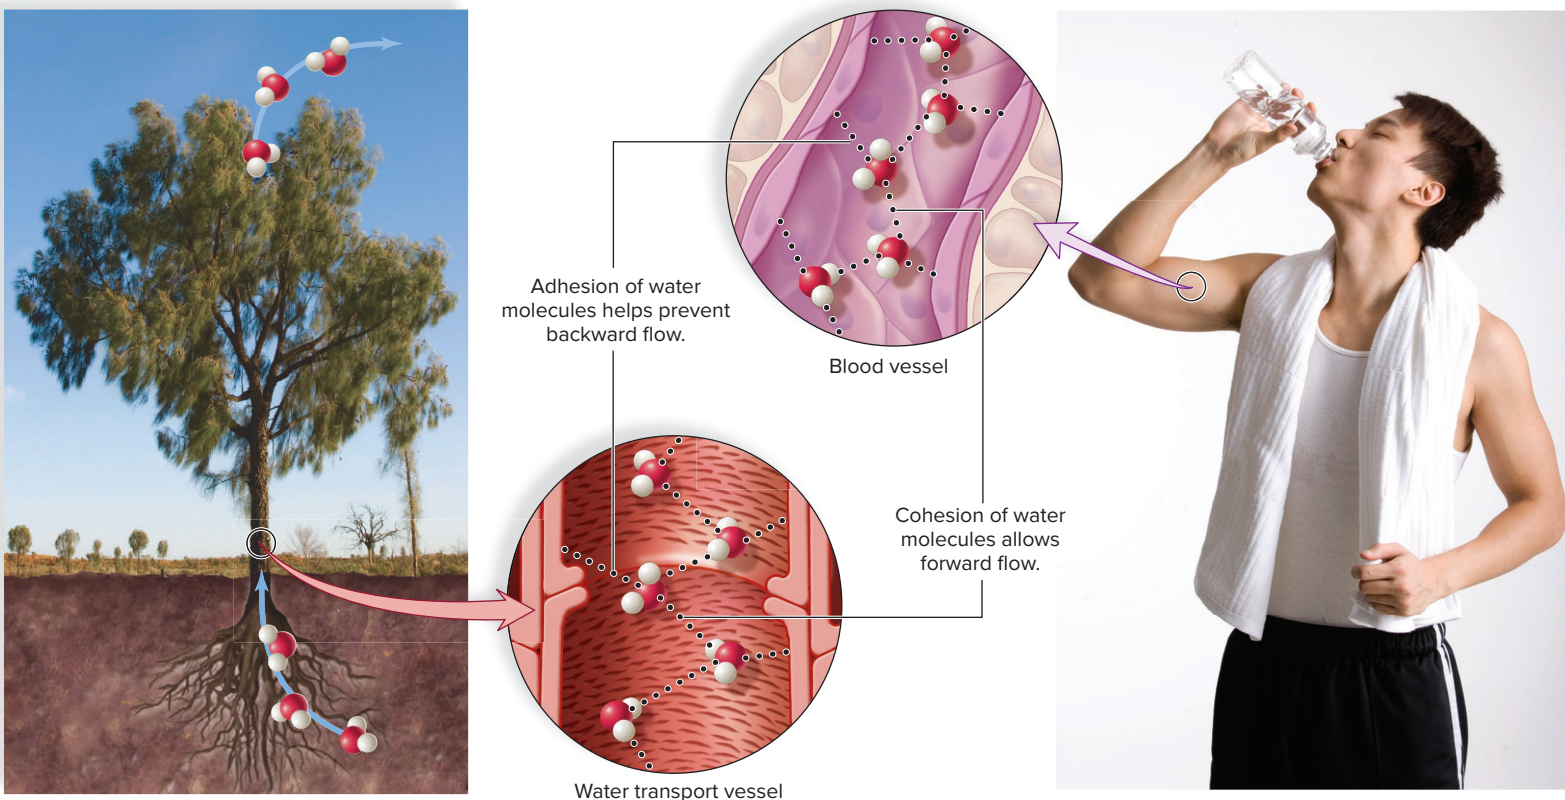 Adhesion of water
molecules helps prevent
backward flow.
Blood vessel
Cohesion of water
molecules allows
forward flow.
Water transport vessel